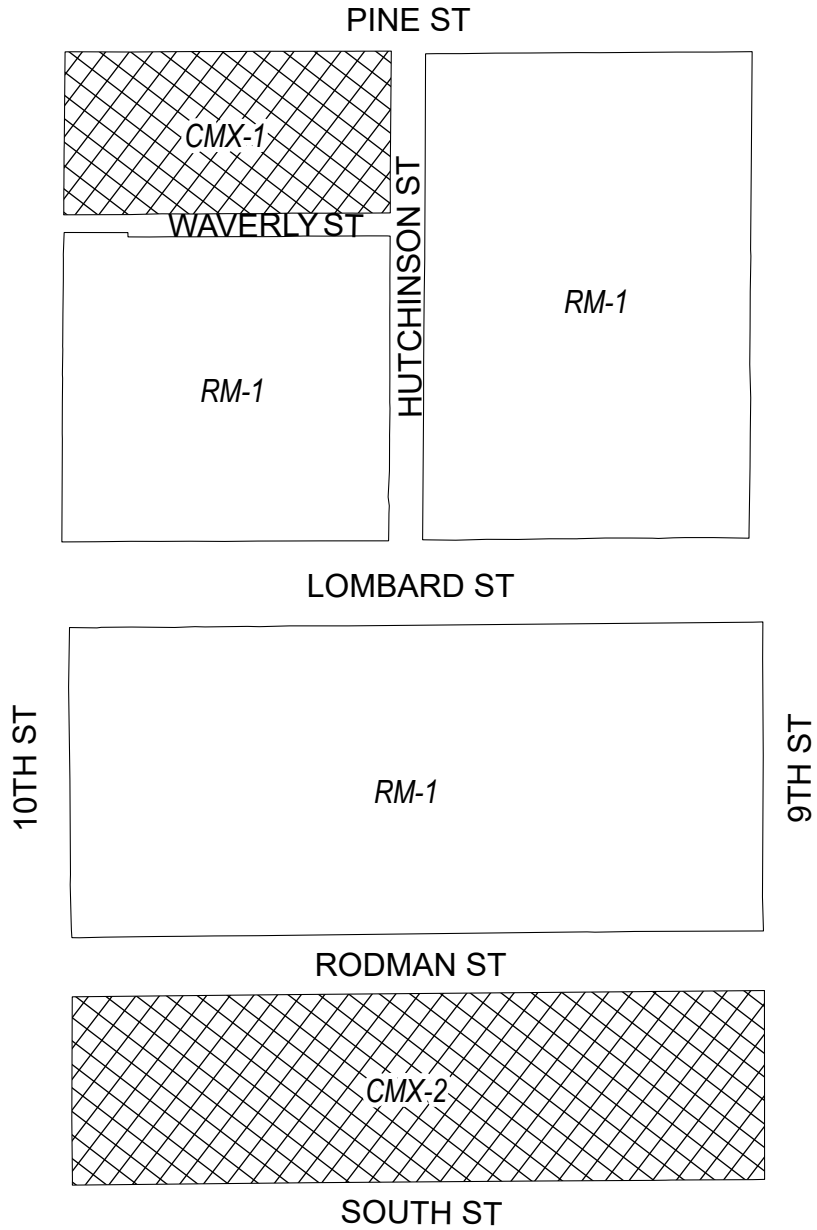 PINE ST
CMX-1
WAVERLY ST
HUTCHINSON ST
RM-1
RM-1
LOMBARD ST
10TH ST
RM-1
9TH ST
RODMAN ST
CMX-2
SOUTH ST